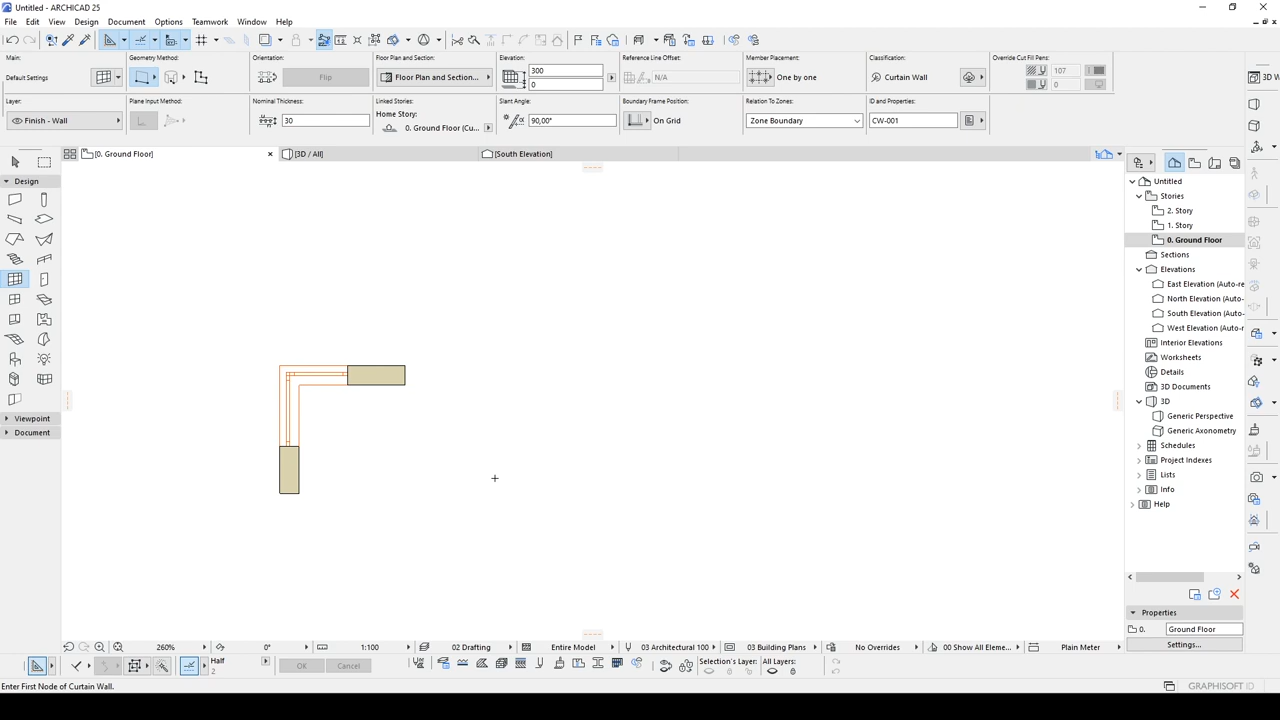 Untitled - ARCHICAD 25
File Edit View Design Document Options Teamwork Window Help
Main: Geometry Method: Orientation: Floor Plan and Section: Elevation: Reference Line Offset: Member Placement: Classification: Override Cut Fill Pens:
Default Settings Flip Floor Plan and Section... 300 N/A One by one Curtain Wall 107
0 0
Layer: Plane Input Method: Nominal Thickness: Linked Stories: Slant Angle: Boundary Frame Position: Relation To Zones: ID and Properties:
Home Story:
Finish - Wall 30 0. Ground Floor (Cu... 90,00° On Grid Zone Boundary CW-001
[0. Ground Floor] [3D / All] [South Elevation]
3D W
Design
Viewpoint
Document
Untitled
Stories
2. Story
1. Story
0. Ground Floor
Sections
Elevations
East Elevation (Auto-re
North Elevation (Auto-
South Elevation (Auto-
West Elevation (Auto-r
Interior Elevations
Worksheets
Details
3D Documents
3D
Generic Perspective
Generic Axonometry
Schedules
Project Indexes
Lists
Info
Help
Properties
0. Ground Floor
Settings...
260% 0° 1:100 02 Drafting Entire Model 03 Architectural 100 03 Building Plans No Overrides 00 Show All Eleme... Plain Meter
Half
2
OK Cancel Selection's Layer: All Layers:
Enter First Node of Curtain Wall.
GRAPHISOFT ID